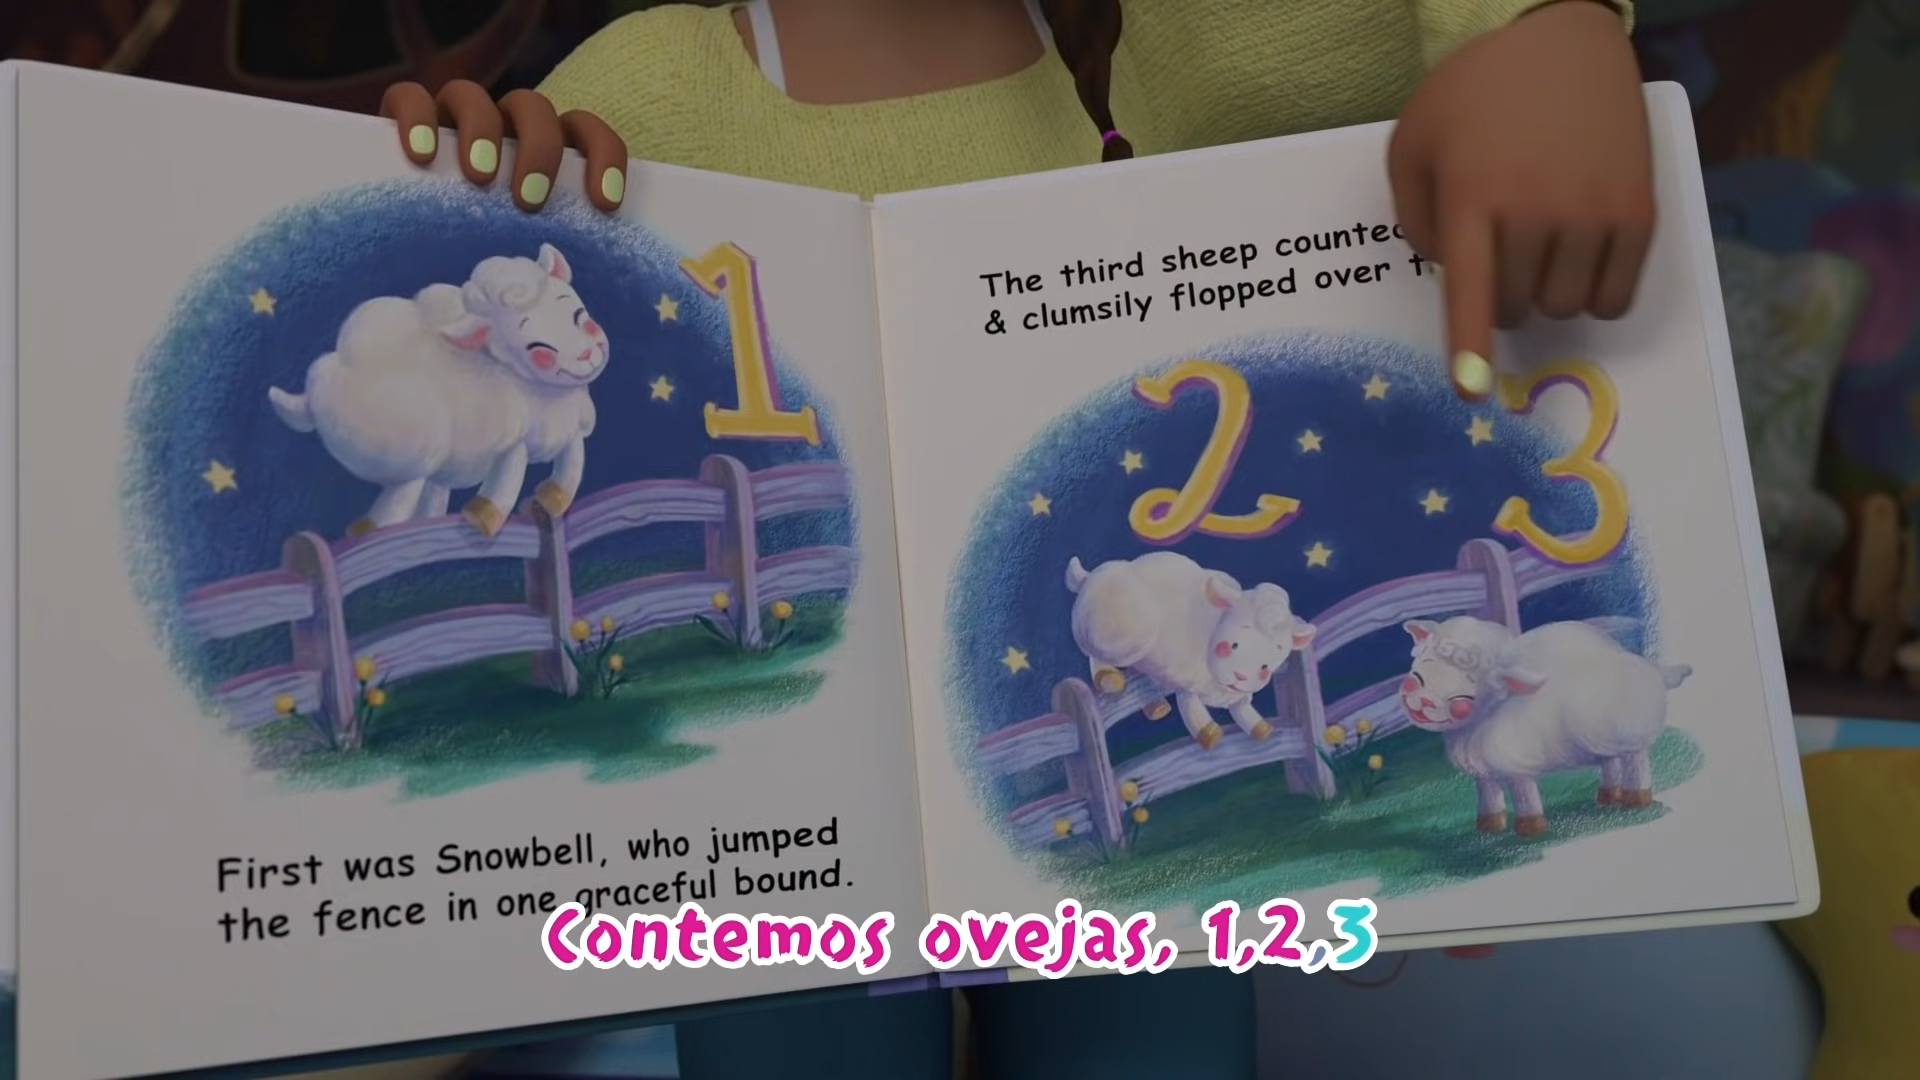 1
First was Snowbell, who jumped
the fence in one graceful bound.
The third sheep counted
& clumsily flopped over
2 3
Contemos ovejas, 1,2,3